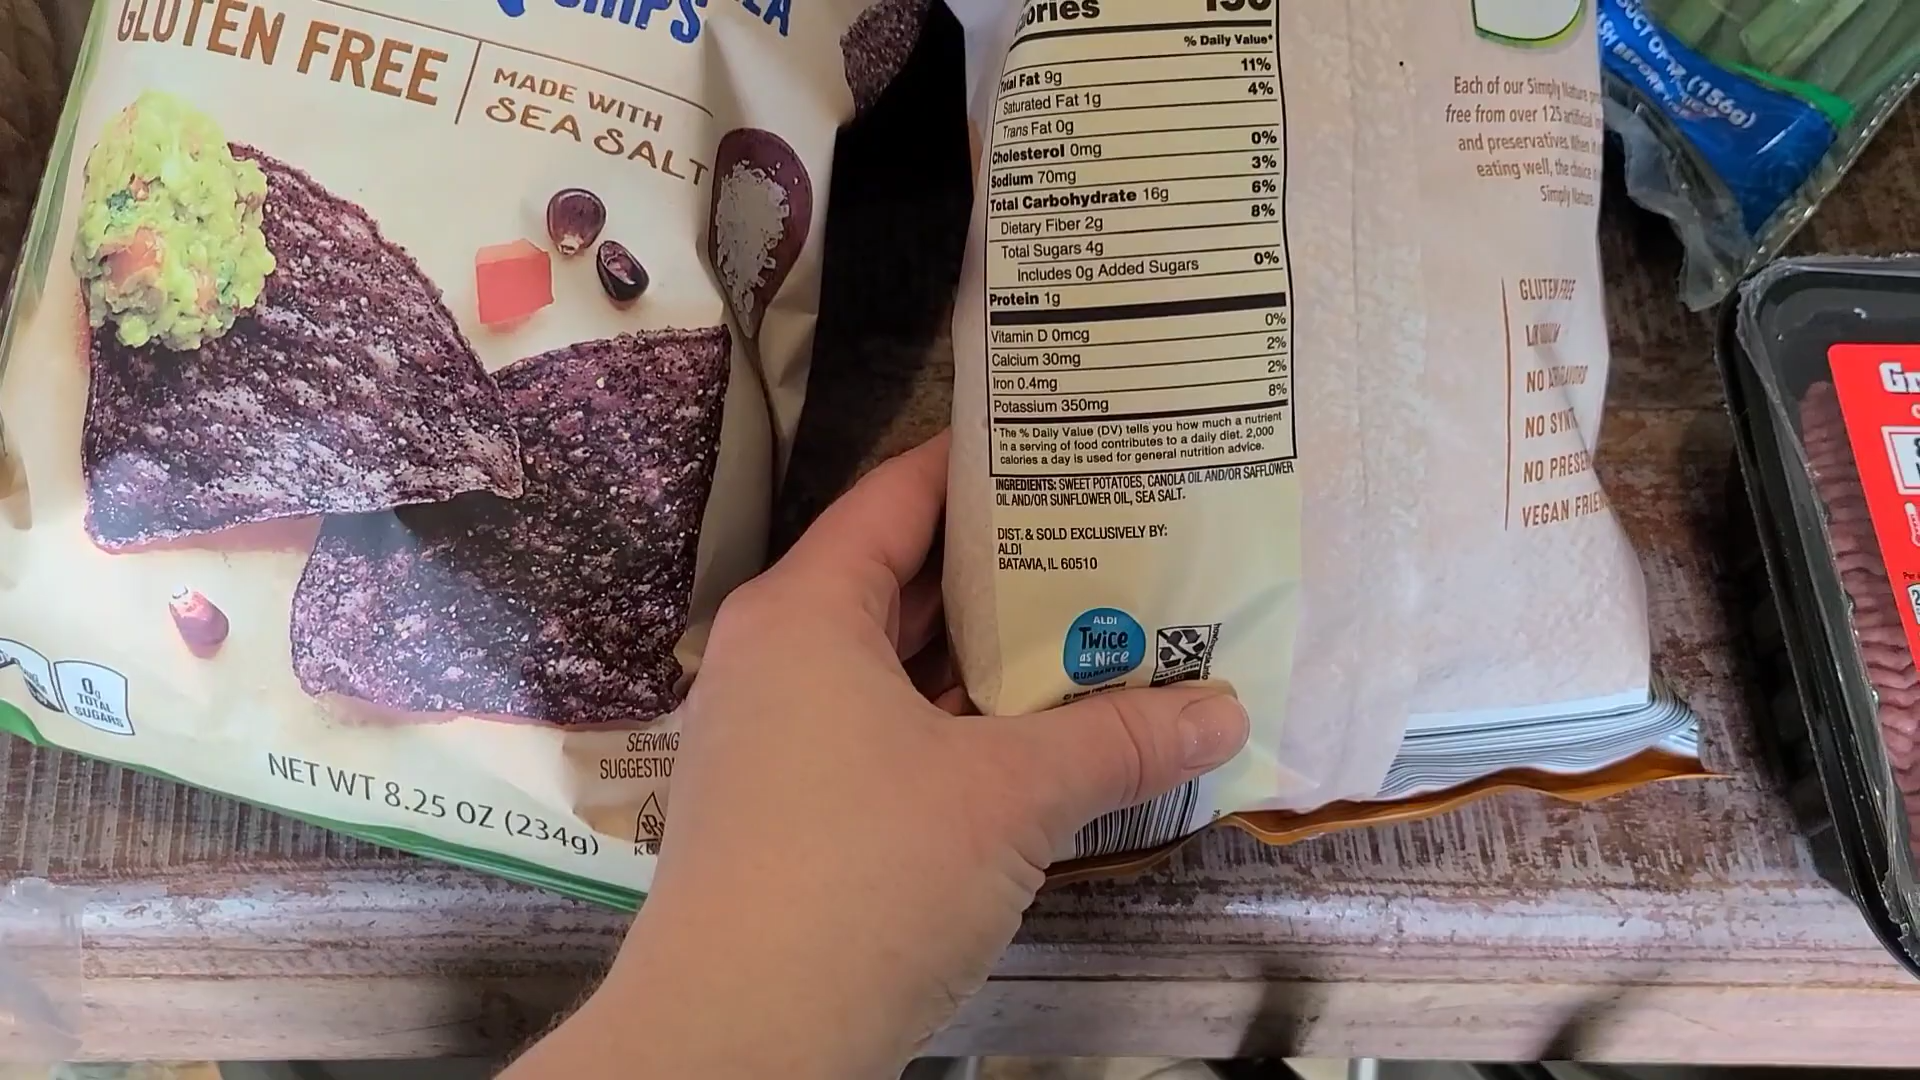 CHIPS
GLUTEN FREE
MADE WITH
SEA SALT
0g
TOTAL
SUGARS
NET WT 8.25 OZ (234g)
SERVING
% Daily Value*
Total Fat 9g 11%
Saturated Fat 1g 4%
Trans Fat 0g
Cholesterol 0mg 0%
Sodium 70mg 3%
Total Carbohydrate 16g 6%
Dietary Fiber 2g 8%
Total Sugars 4g
Includes 0g Added Sugars 0%
Protein 1g
Vitamin D 0mcg 0%
Calcium 30mg 2%
Iron 0.4mg 2%
Potassium 350mg 8%
*The % Daily Value (DV) tells you how much a nutrient
in a serving of food contributes to a daily diet. 2,000
calories a day is used for general nutrition advice.
INGREDIENTS: SWEET POTATOES, CANOLA OIL AND/OR SAFFLOWER
OIL AND/OR SUNFLOWER OIL, SEA SALT.
DIST. & SOLD EXCLUSIVELY BY:
ALDI
BATAVIA, IL 60510
ALDI
Twice
as Nice
GUARANTEE
Each of our Simply Nature
free from over 125 artificial
and preservatives. When
eating well, the choice
Simply Nature.
GLUTEN FREE
NO
NO
NO
VEGAN
(156g)